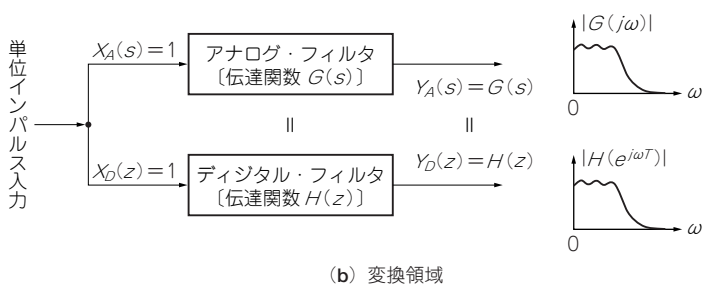 単位インパルス入力
X_A(s)=1
アナログ・フィルタ
〔伝達関数 G(s)〕
Y_A(s)=G(s)
|G(jω)|
ω
0
=
=
X_D(z)=1
ディジタル・フィルタ
〔伝達関数 H(z)〕
Y_D(z)=H(z)
|H(e^{jωT})|
ω
0
(b) 変換領域